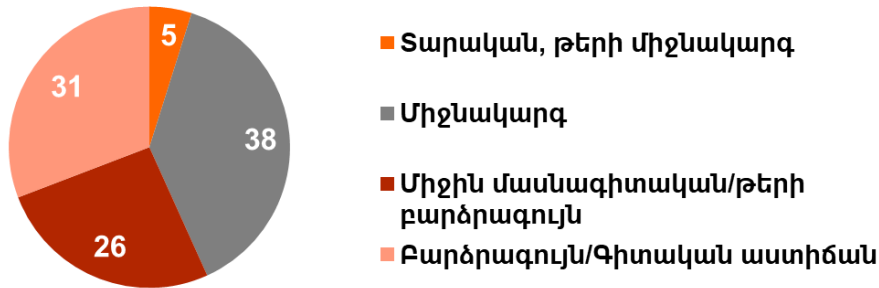 5
38
26
31
Տարական, թերի միջնակարգ
Միջնակարգ
Միջին մասնագիտական/թերի
բարձրագույն
Բարձրագույն/Գիտական աստիճան